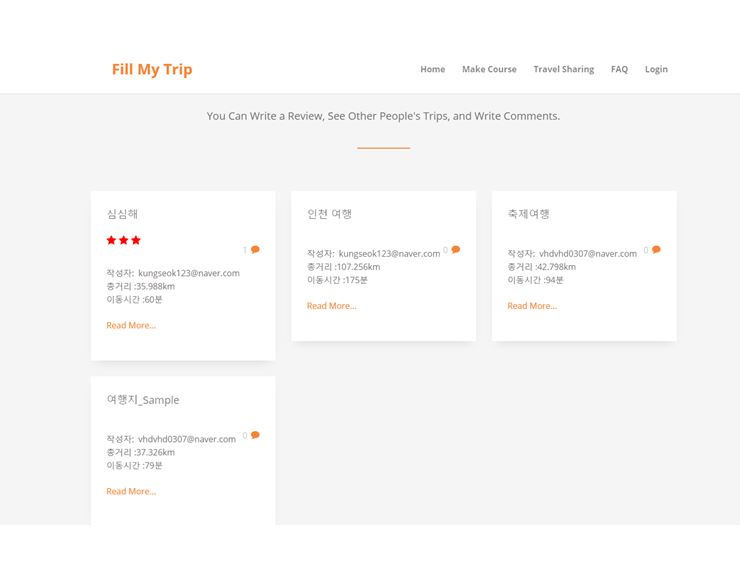 Fill My Trip
Home Make Course Travel Sharing FAQ Login
You Can Write a Review, See Other People's Trips, and Write Comments.
심심해
1
작성자: kungseok123@naver.com
총거리 :35.988km
이동시간 :60분
Read More...
인천 여행
작성자: kungseok123@naver.com 0
총거리 :107.256km
이동시간 :175분
Read More...
축제여행
작성자: vhdvhd0307@naver.com 0
총거리 :42.798km
이동시간 :94분
Read More...
여행지_Sample
작성자: vhdvhd0307@naver.com 0
총거리 :37.326km
이동시간 :79분
Read More...